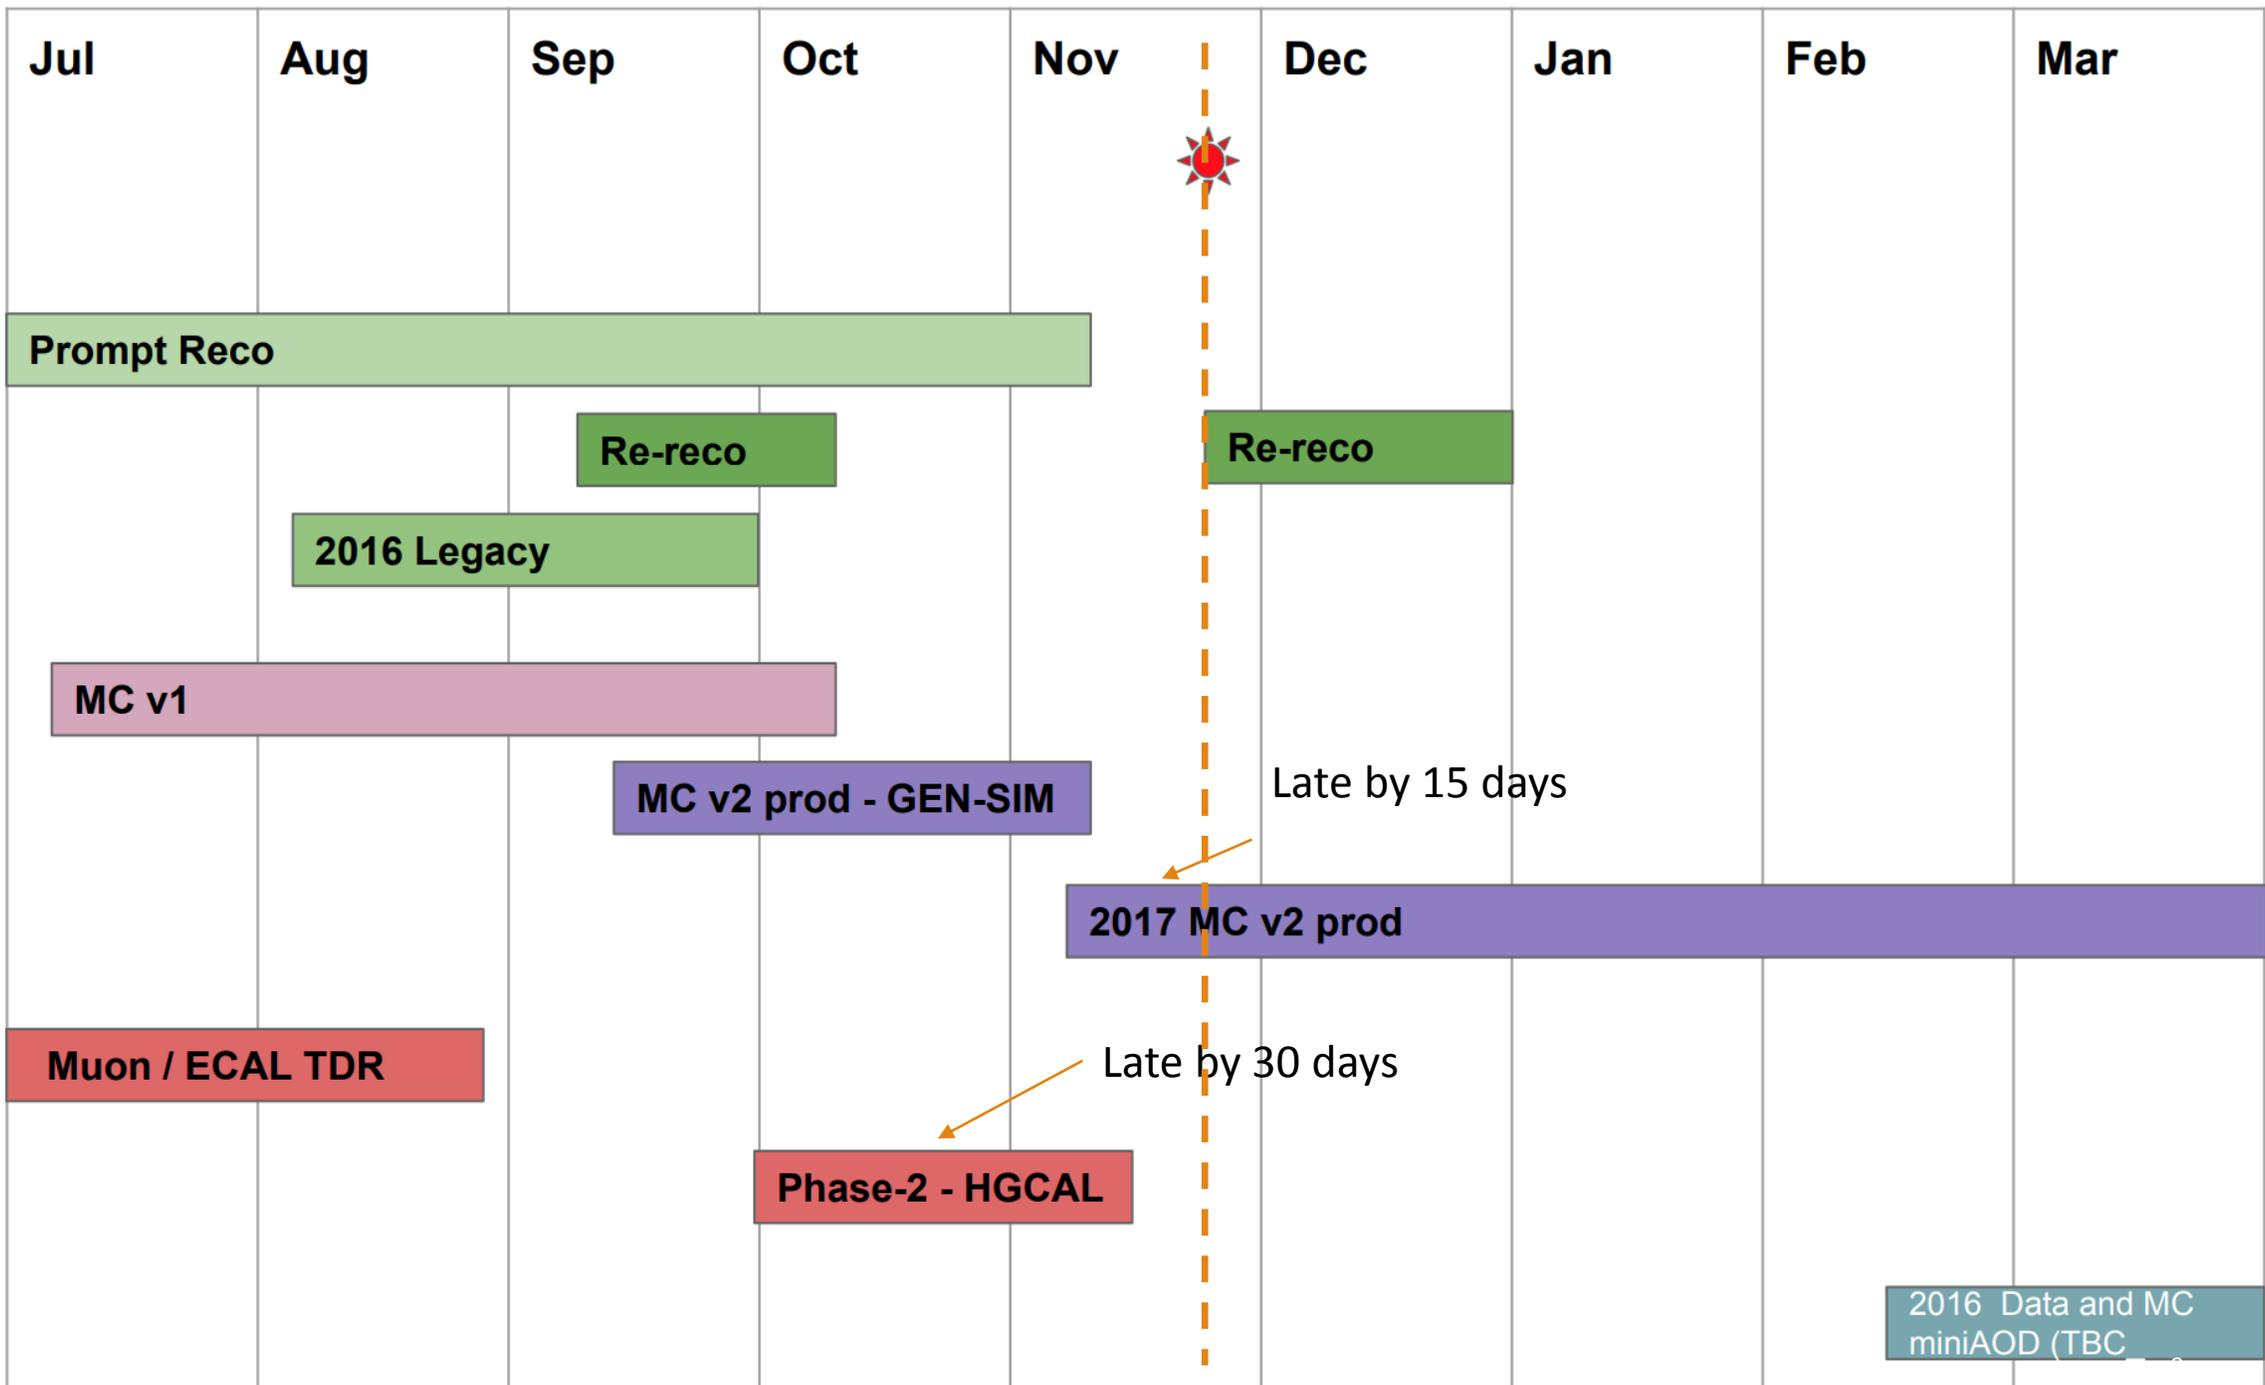 Jul Aug Sep Oct Nov Dec Jan Feb Mar
Prompt Reco
Re-reco Re-reco
2016 Legacy
MC v1
MC v2 prod - GEN-SIM
Late by 15 days
2017 MC v2 prod
Muon / ECAL TDR
Late by 30 days
Phase-2 - HGCAL
2016 Data and MC
miniAOD (TBC